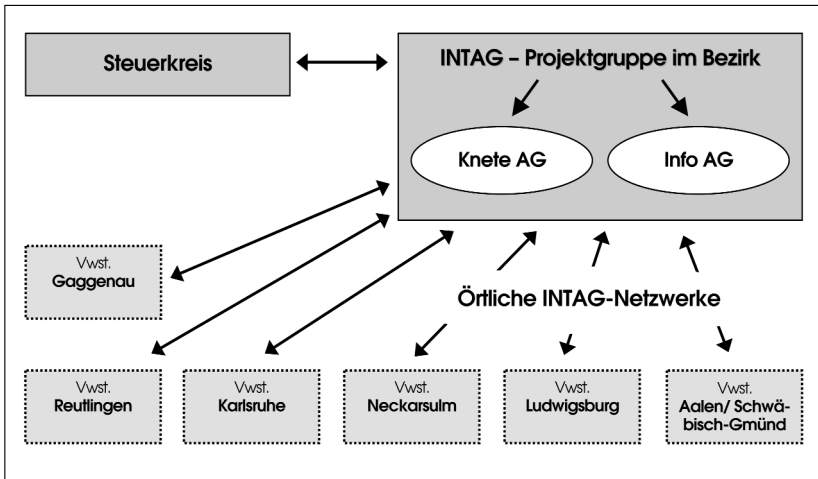 Steuerkreis
INTAG – Projektgruppe im Bezirk
Knete AG
Info AG
Vwst.
Gaggenau
Örtliche INTAG-Netzwerke
Vwst.
Reutlingen
Vwst.
Karlsruhe
Vwst.
Neckarsulm
Vwst.
Ludwigsburg
Vwst.
Aalen/ Schwä-
bisch-Gmünd